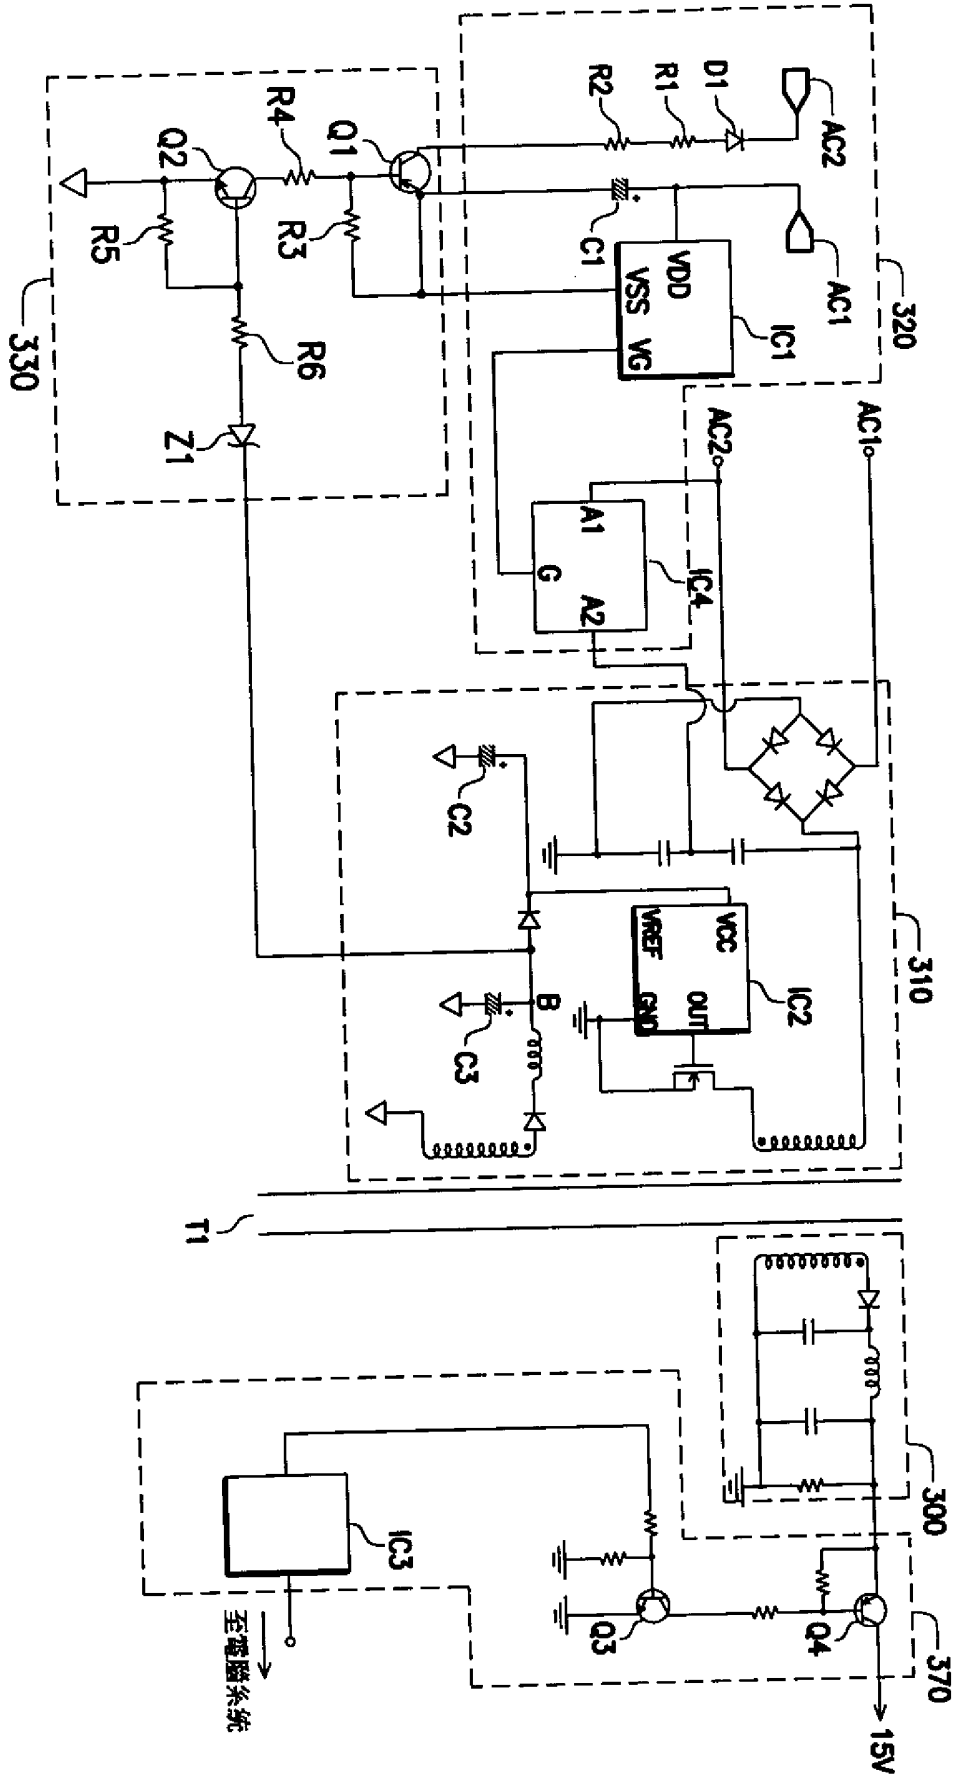 AC2
D1
R1
R2
AC1
320
C1
VDD
VSS
VG
IC1
Q1
R4
R3
Q2
R5
R6
Z1
330
AC1
AC2
A1
G
A2
IC4
310
C2
VCC
VREF
OUT
GND
IC2
B
C3
T1
300
370
IC3
Q3
Q4
15V
至電腦系統